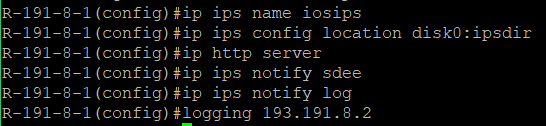 R-191-8-1(config)#ip ips name iosips
R-191-8-1(config)#ip ips config location disk0:ipsdir
R-191-8-1(config)#ip http server
R-191-8-1(config)#ip ips notify sdee
R-191-8-1(config)#ip ips notify log
R-191-8-1(config)#logging 193.191.8.2